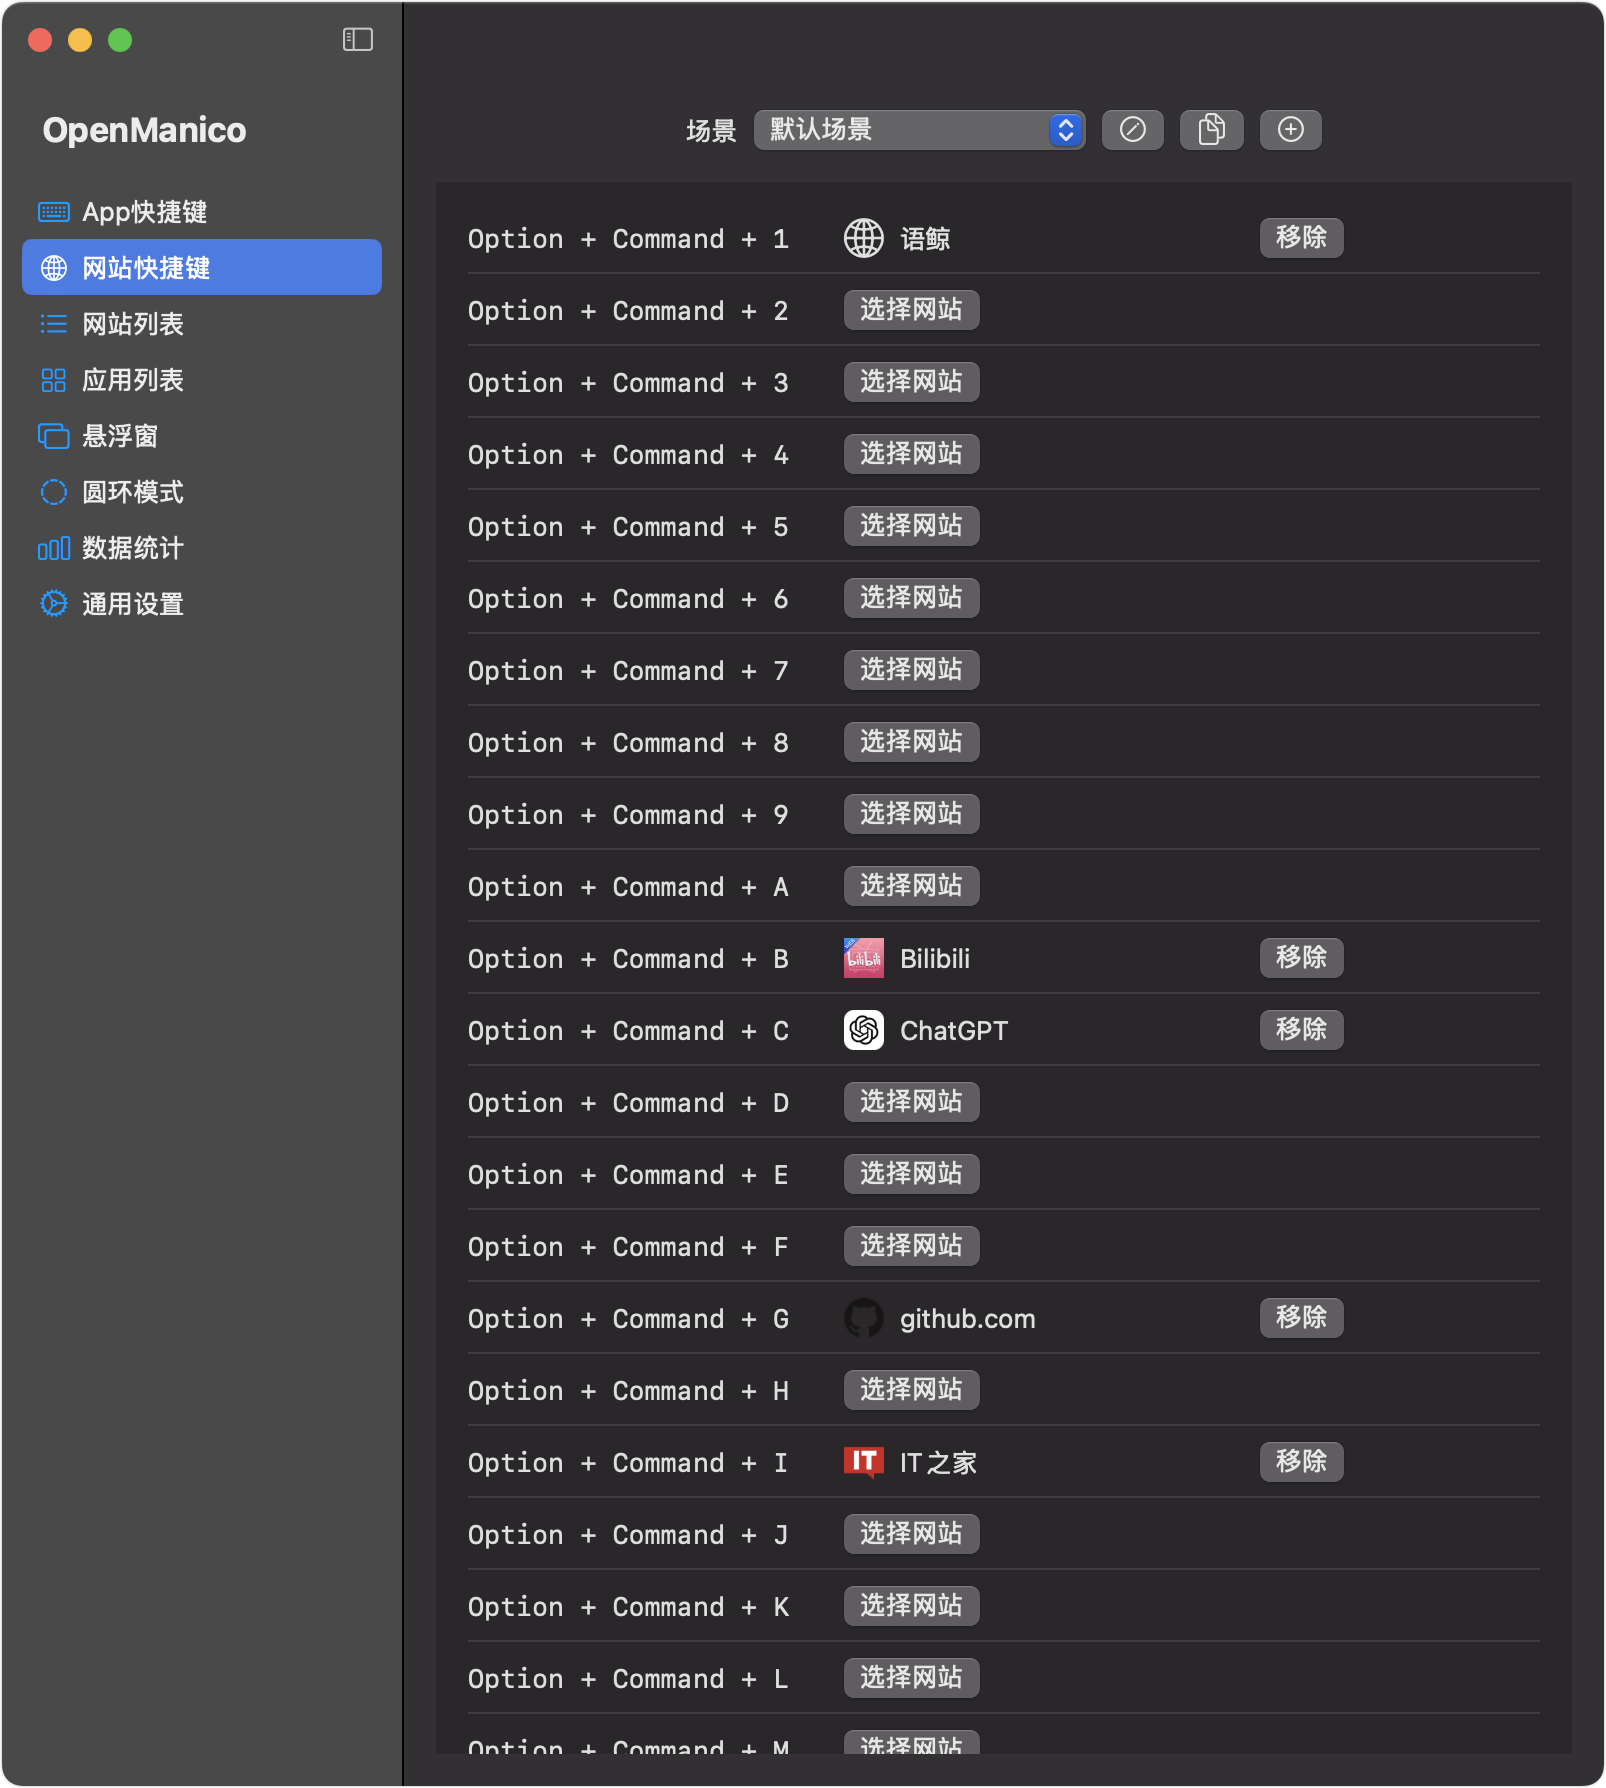 OpenManico
App快捷键
网站快捷键
网站列表
应用列表
悬浮窗
圆环模式
数据统计
通用设置
场景 默认场景
Option + Command + 1 语鲸 移除
Option + Command + 2 选择网站
Option + Command + 3 选择网站
Option + Command + 4 选择网站
Option + Command + 5 选择网站
Option + Command + 6 选择网站
Option + Command + 7 选择网站
Option + Command + 8 选择网站
Option + Command + 9 选择网站
Option + Command + A 选择网站
Option + Command + B bilibili Bilibili 移除
Option + Command + C ChatGPT 移除
Option + Command + D 选择网站
Option + Command + E 选择网站
Option + Command + F 选择网站
Option + Command + G github.com 移除
Option + Command + H 选择网站
Option + Command + I IT IT之家 移除
Option + Command + J 选择网站
Option + Command + K 选择网站
Option + Command + L 选择网站
Option + Command + M 选择网站